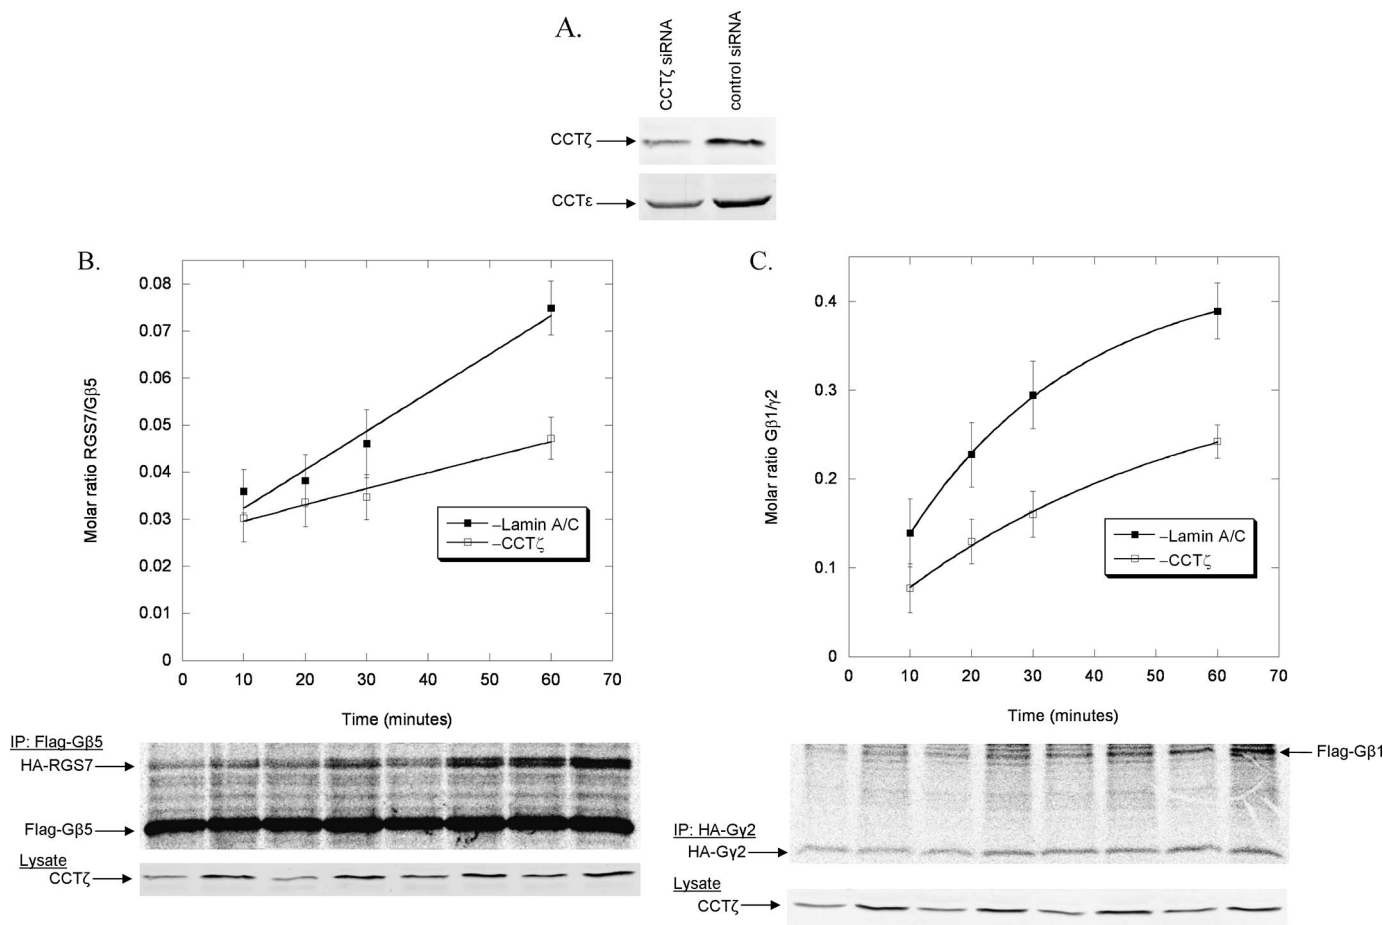 A.
CCTζ siRNA
control siRNA
CCTζ
CCTε
B.
0.08
0.07
0.06
0.05
0.04
0.03
0.02
0.01
0
Molar ratio RGS7/Gβ5
–Lamin A/C
–CCTζ
0 10 20 30 40 50 60 70
Time (minutes)
IP: Flag-Gβ5
HA-RGS7
Flag-Gβ5
Lysate
CCTζ
C.
0.4
0.3
0.2
0.1
0
Molar ratio Gβ1/γ2
–Lamin A/C
–CCTζ
0 10 20 30 40 50 60 70
Time (minutes)
Flag-Gβ1
IP: HA-Gγ2
HA-Gγ2
Lysate
CCTζ